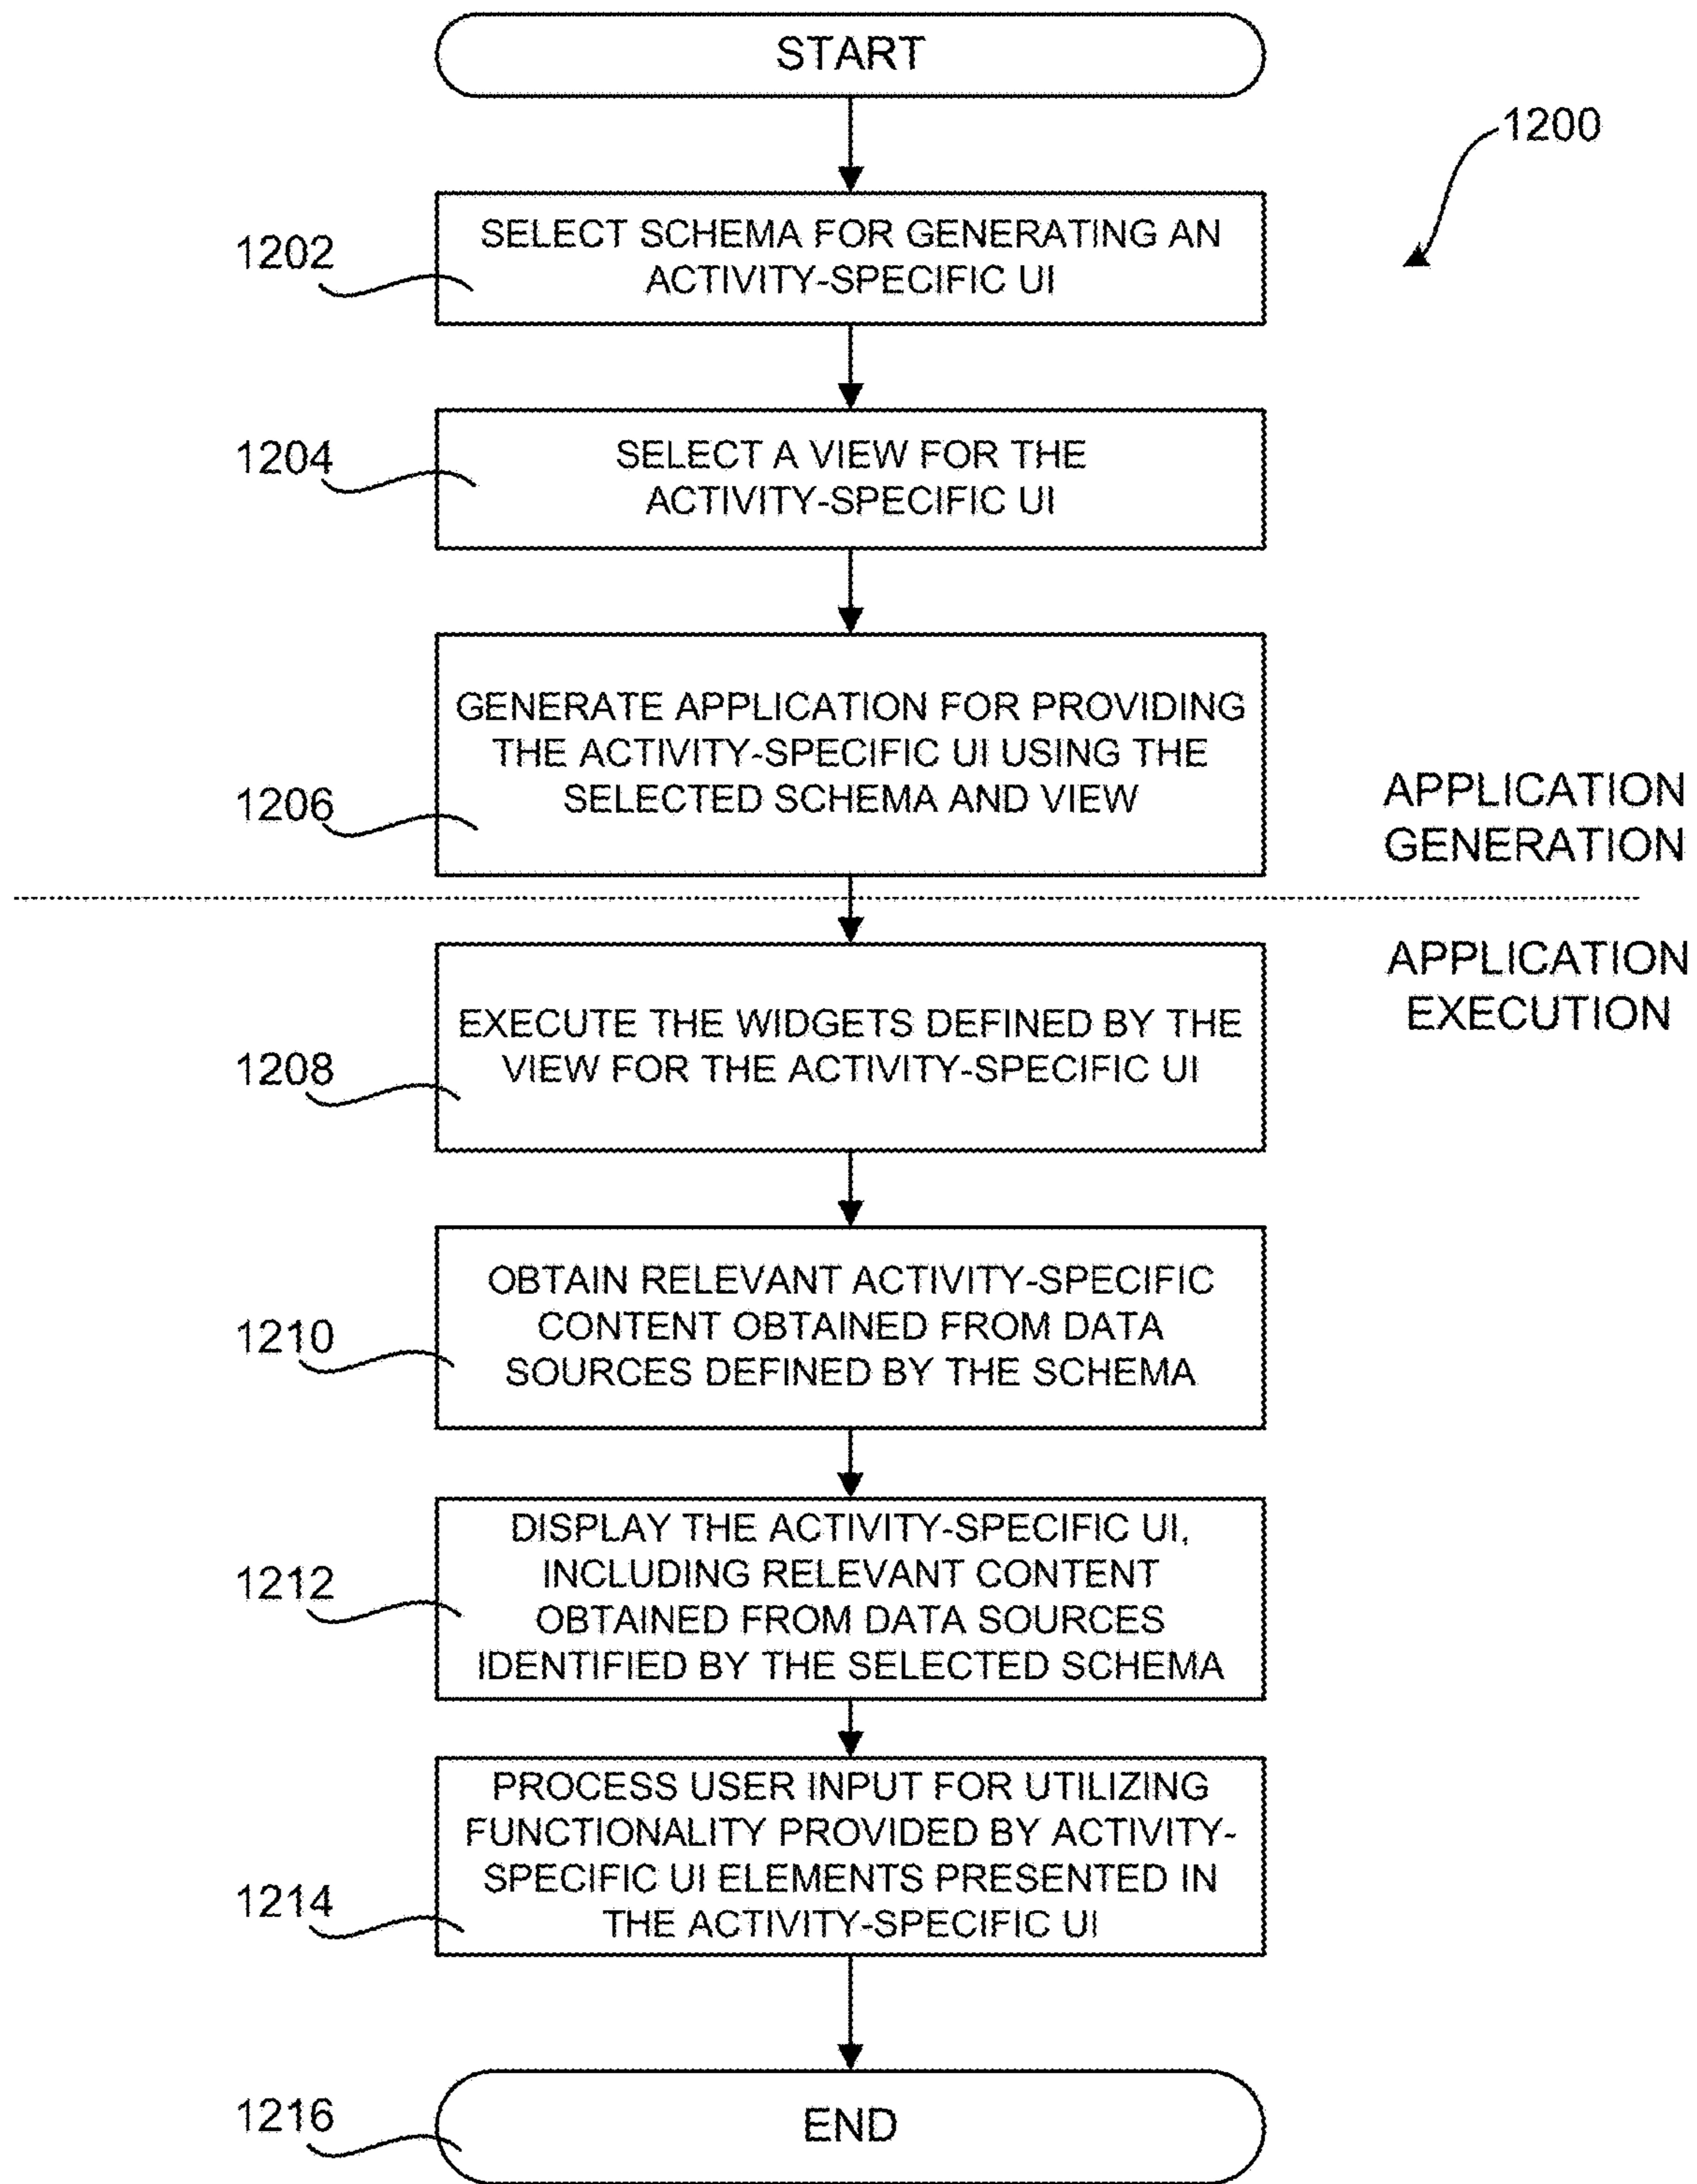 START
1200
1202
SELECT SCHEMA FOR GENERATING AN
ACTIVITY-SPECIFIC UI
1204
SELECT A VIEW FOR THE
ACTIVITY-SPECIFIC UI
1206
GENERATE APPLICATION FOR PROVIDING
THE ACTIVITY-SPECIFIC UI USING THE
SELECTED SCHEMA AND VIEW
APPLICATION
GENERATION
APPLICATION
EXECUTION
1208
EXECUTE THE WIDGETS DEFINED BY THE
VIEW FOR THE ACTIVITY-SPECIFIC UI
1210
OBTAIN RELEVANT ACTIVITY-SPECIFIC
CONTENT OBTAINED FROM DATA
SOURCES DEFINED BY THE SCHEMA
1212
DISPLAY THE ACTIVITY-SPECIFIC UI,
INCLUDING RELEVANT CONTENT
OBTAINED FROM DATA SOURCES
IDENTIFIED BY THE SELECTED SCHEMA
1214
PROCESS USER INPUT FOR UTILIZING
FUNCTIONALITY PROVIDED BY ACTIVITY-
SPECIFIC UI ELEMENTS PRESENTED IN
THE ACTIVITY-SPECIFIC UI
1216
END